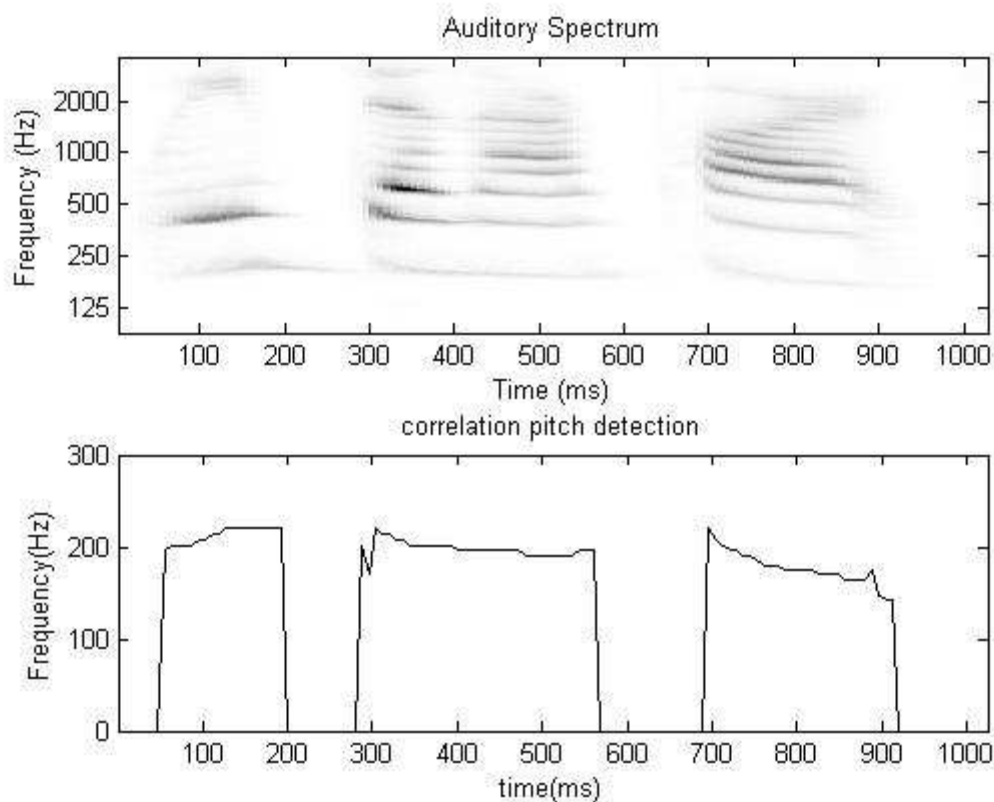 Auditory Spectrum
Frequency (Hz)
2000
1000
500
250
125
100 200 300 400 500 600 700 800 900 1000
Time (ms)
correlation pitch detection
Frequency(Hz)
300
200
100
0
100 200 300 400 500 600 700 800 900 1000
time(ms)